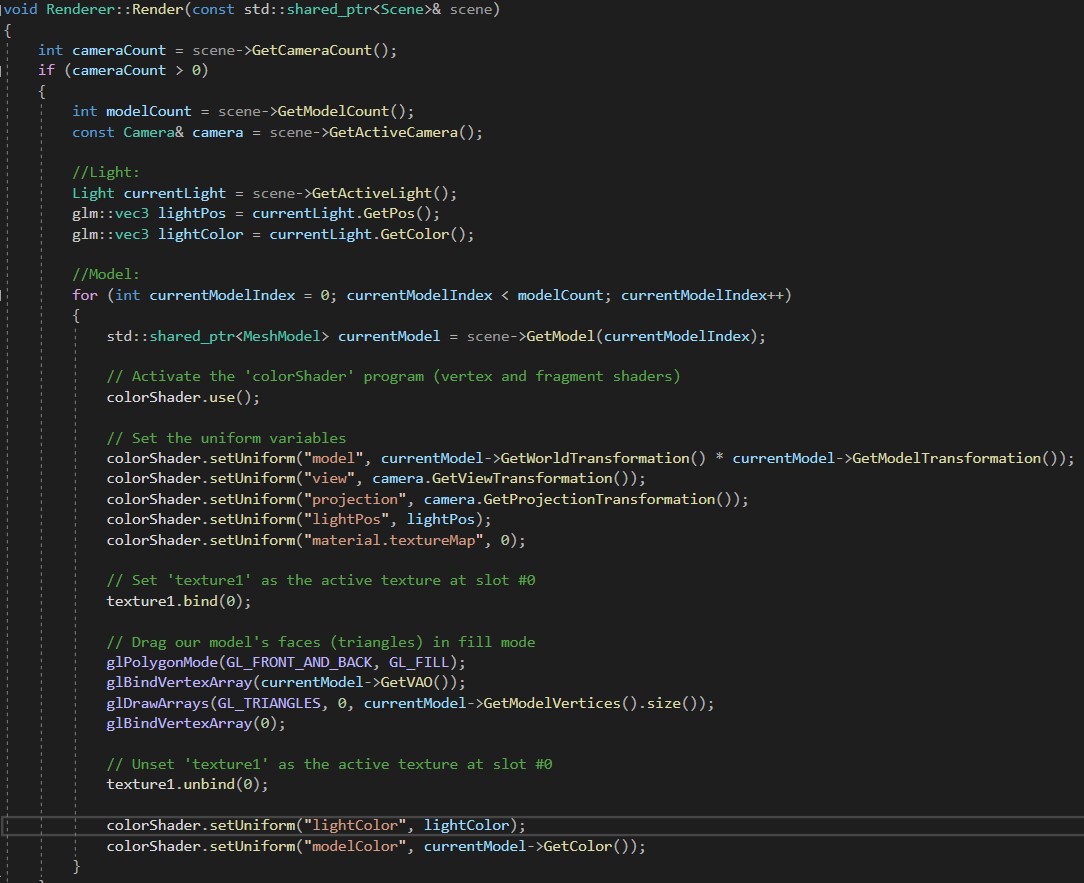 void Renderer::Render(const std::shared_ptr<Scene>& scene)
{
    int cameraCount = scene->GetCameraCount();
    if (cameraCount > 0)
    {
        int modelCount = scene->GetModelCount();
        const Camera& camera = scene->GetActiveCamera();

        //Light:
        Light currentLight = scene->GetActiveLight();
        glm::vec3 lightPos = currentLight.GetPos();
        glm::vec3 lightColor = currentLight.GetColor();

        //Model:
        for (int currentModelIndex = 0; currentModelIndex < modelCount; currentModelIndex++)
        {
            std::shared_ptr<MeshModel> currentModel = scene->GetModel(currentModelIndex);

            // Activate the 'colorShader' program (vertex and fragment shaders)
            colorShader.use();

            // Set the uniform variables
            colorShader.setUniform("model", currentModel->GetWorldTransformation() * currentModel->GetModelTransformation());
            colorShader.setUniform("view", camera.GetViewTransformation());
            colorShader.setUniform("projection", camera.GetProjectionTransformation());
            colorShader.setUniform("lightPos", lightPos);
            colorShader.setUniform("material.textureMap", 0);

            // Set 'texture1' as the active texture at slot #0
            texture1.bind(0);

            // Drag our model's faces (triangles) in fill mode
            glPolygonMode(GL_FRONT_AND_BACK, GL_FILL);
            glBindVertexArray(currentModel->GetVAO());
            glDrawArrays(GL_TRIANGLES, 0, currentModel->GetModelVertices().size());
            glBindVertexArray(0);

            // Unset 'texture1' as the active texture at slot #0
            texture1.unbind(0);

            colorShader.setUniform("lightColor", lightColor);
            colorShader.setUniform("modelColor", currentModel->GetColor());
        }